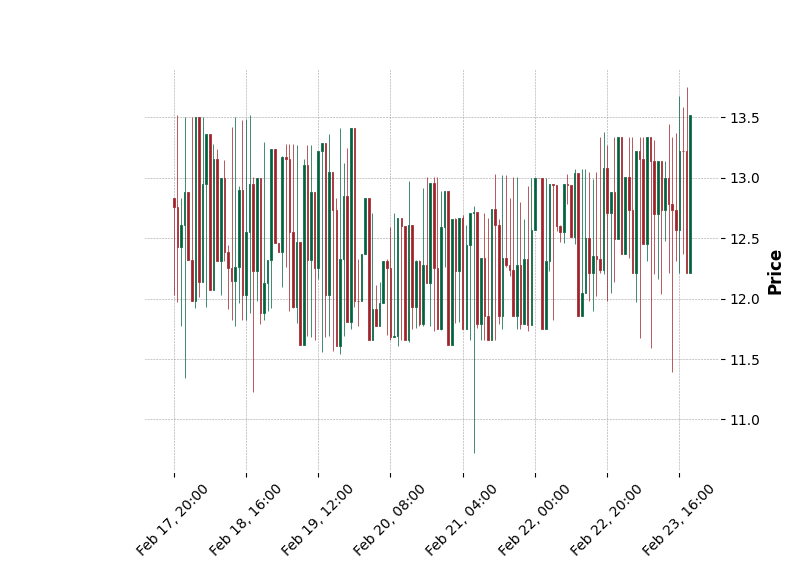 13.5
13.0
12.5
12.0
11.5
11.0
Price
Feb 17, 20:00
Feb 18, 16:00
Feb 19, 12:00
Feb 20, 08:00
Feb 21, 04:00
Feb 22, 00:00
Feb 22, 20:00
Feb 23, 16:00